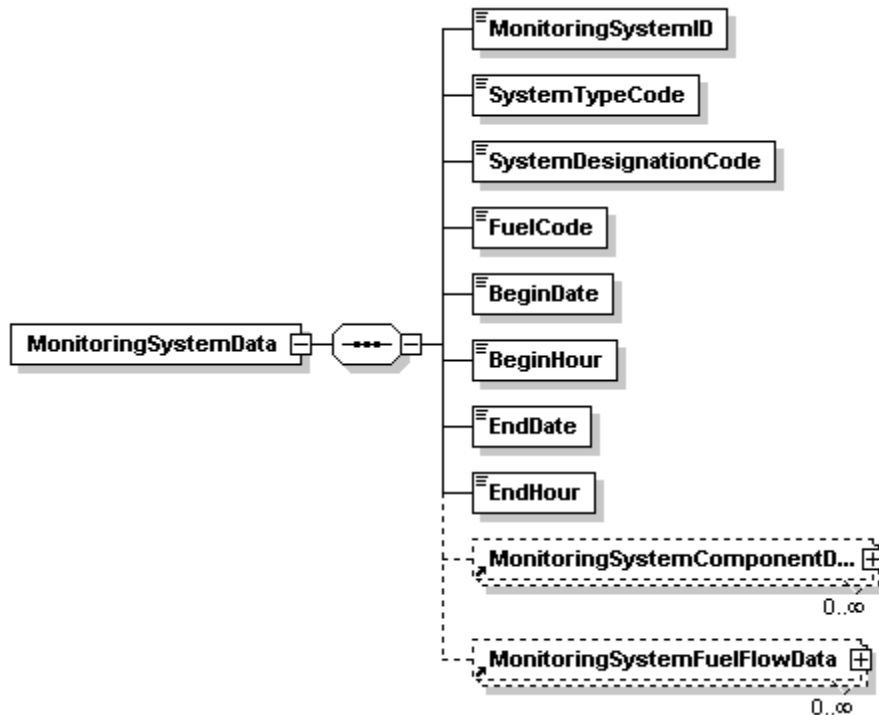 MonitoringSystemID
SystemTypeCode
SystemDesignationCode
FuelCode
BeginDate
MonitoringSystemData
BeginHour
EndDate
EndHour
MonitoringSystemComponentD...
0..∞
MonitoringSystemFuelFlowData
0..∞